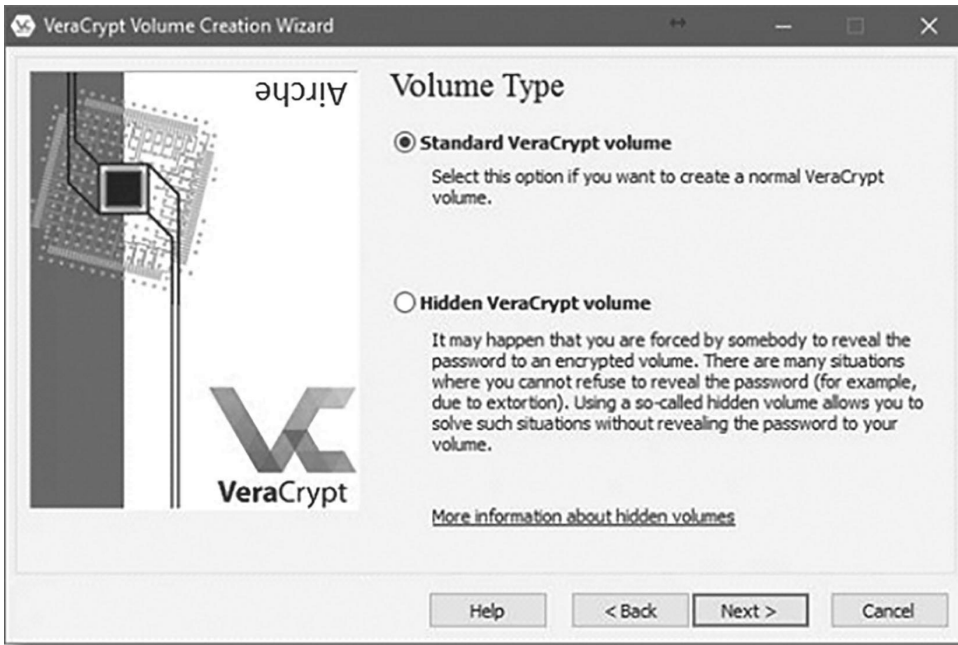 VeraCrypt Volume Creation Wizard
Airche
Volume Type
Standard VeraCrypt volume
Select this option if you want to create a normal VeraCrypt
volume.
Hidden VeraCrypt volume
It may happen that you are forced by somebody to reveal the
password to an encrypted volume. There are many situations
where you cannot refuse to reveal the password (for example,
due to extortion). Using a so-called hidden volume allows you to
solve such situations without revealing the password to your
volume.
VeraCrypt
More information about hidden volumes
Help
< Back
Next >
Cancel